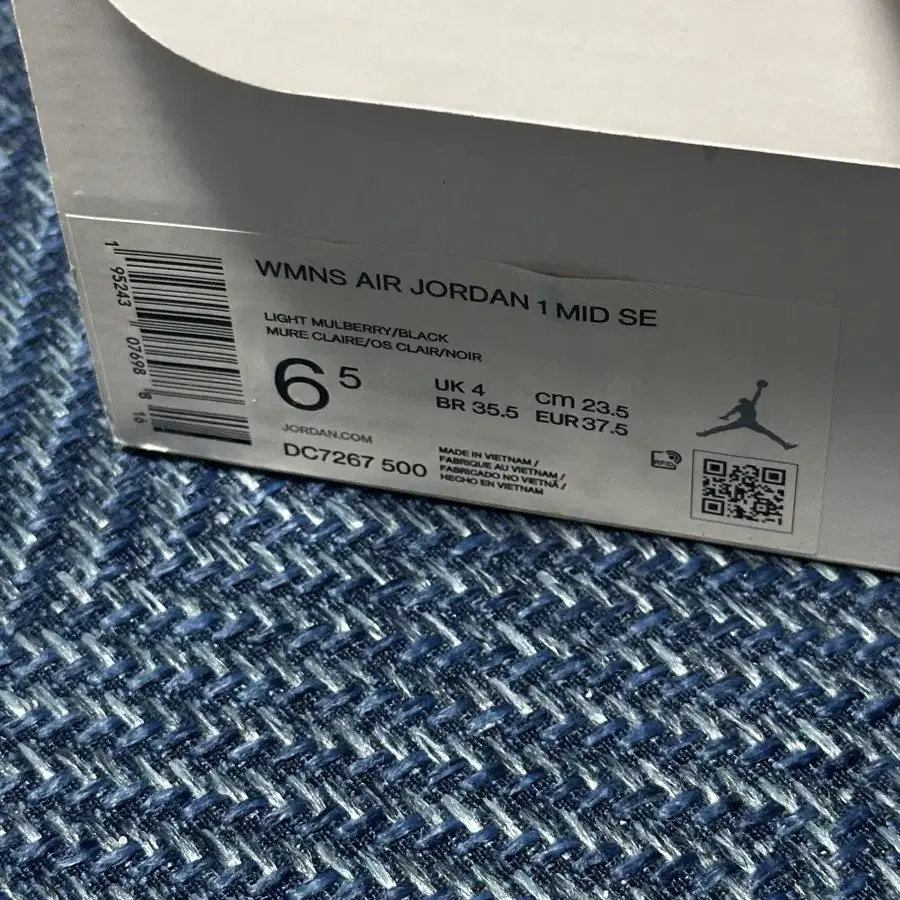 WMNS AIR JORDAN 1 MID SE
LIGHT MULBERRY/BLACK
MURE CLAIRE/OS CLAIR/NOIR
6 5
UK 4 cm 23.5
BR 35.5 EUR 37.5
JORDAN.COM
DC7267 500
MADE IN VIETNAM /
FABRIQUE AU VIETNAM /
FABRICADO NO VIETNÃ /
HECHO EN VIETNAM
RFID
1 95243 07698 8 16